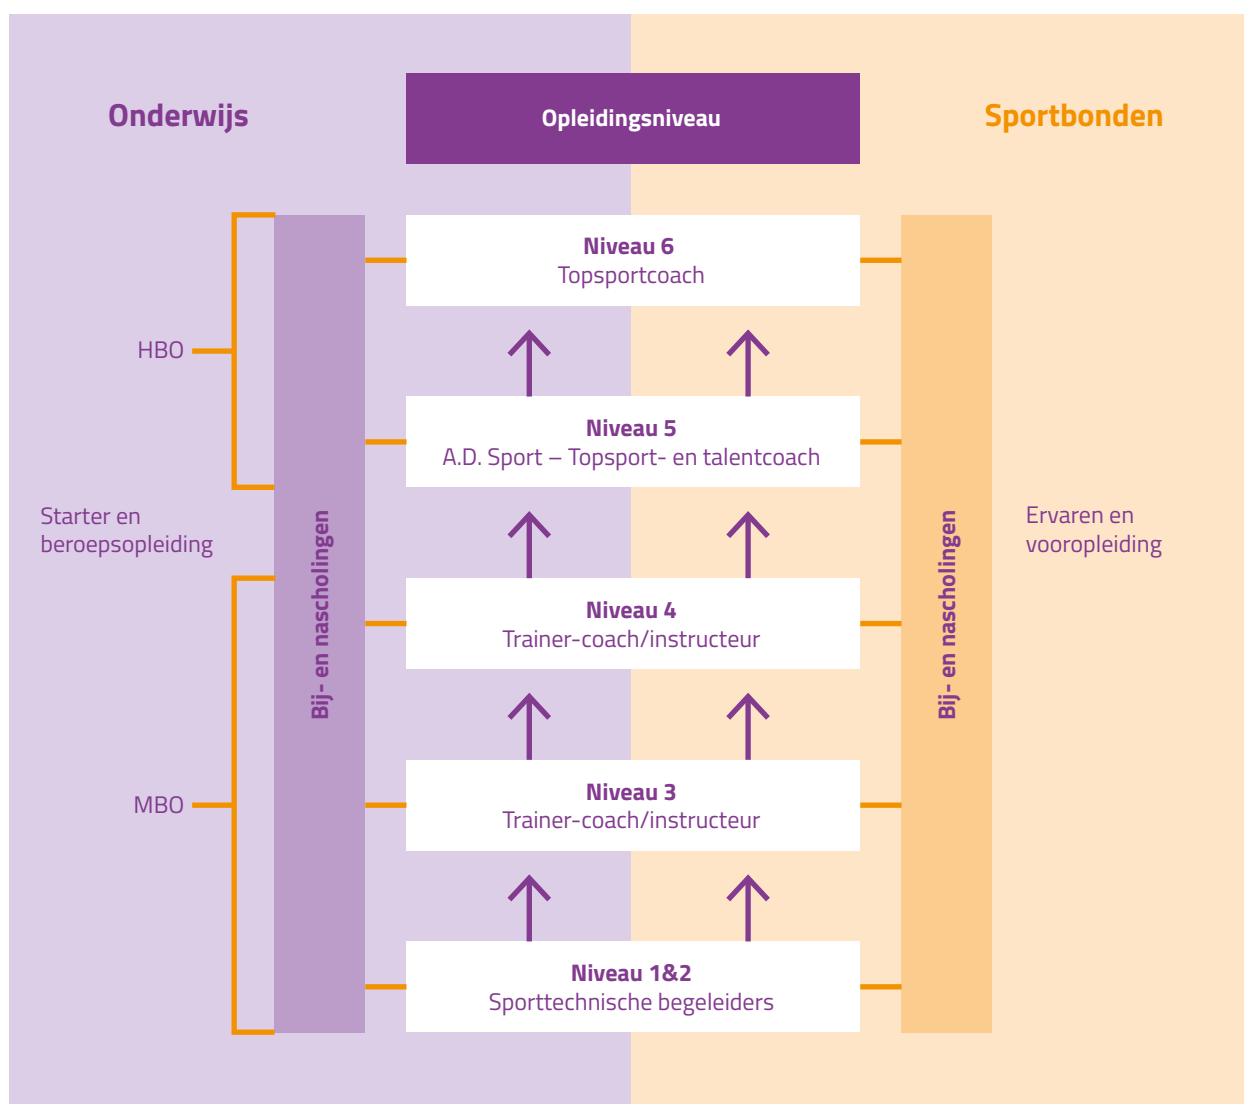 Onderwijs
Opleidingsniveau
Sportbonden
Niveau 6
Topsportcoach
HBO
Niveau 5
A.D. Sport – Topsport- en talentcoach
Starter en
beroepsopleiding
Bij- en nascholingen
Bij- en nascholingen
Ervaren en
vooropleiding
Niveau 4
Trainer-coach/instructeur
MBO
Niveau 3
Trainer-coach/instructeur
Niveau 1&2
Sporttechnische begeleiders